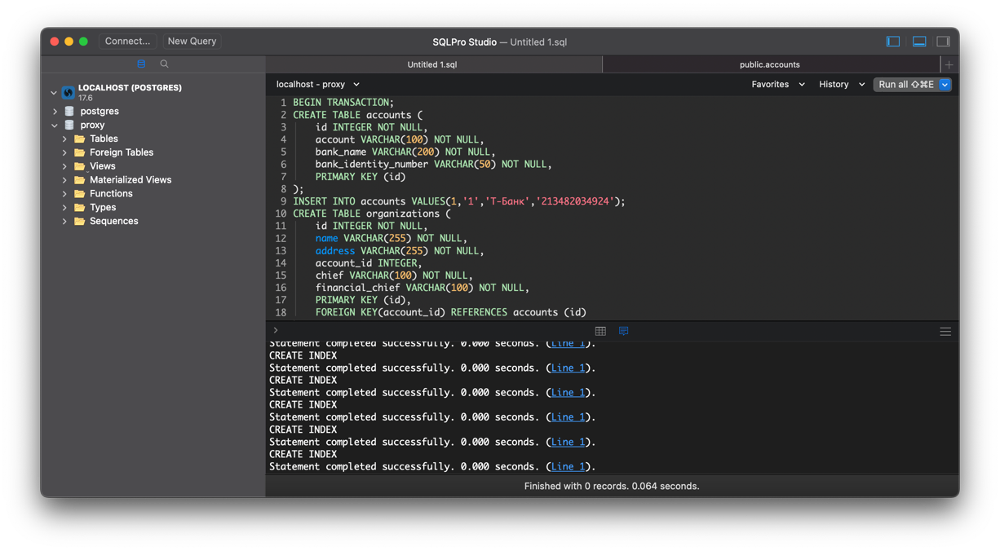 Connect...
New Query
SQLPro Studio — Untitled 1.sql
Untitled 1.sql
public.accounts
LOCALHOST (POSTGRES)
17.6
postgres
proxy
Tables
Foreign Tables
Views
Materialized Views
Functions
Types
Sequences
localhost - proxy
Favorites
History
Run all ⇧⌘E
1 BEGIN TRANSACTION;
2 CREATE TABLE accounts (
3 id INTEGER NOT NULL,
4 account VARCHAR(100) NOT NULL,
5 bank_name VARCHAR(200) NOT NULL,
6 bank_identity_number VARCHAR(50) NOT NULL,
7 PRIMARY KEY (id)
8 );
9 INSERT INTO accounts VALUES(1,'1','Т-Банк','213482034924');
10 CREATE TABLE organizations (
11 id INTEGER NOT NULL,
12 name VARCHAR(255) NOT NULL,
13 address VARCHAR(255) NOT NULL,
14 account_id INTEGER,
15 chief VARCHAR(100) NOT NULL,
16 financial_chief VARCHAR(100) NOT NULL,
17 PRIMARY KEY (id),
18 FOREIGN KEY(account_id) REFERENCES accounts (id)
Statement completed successfully. 0.000 seconds. (Line 1).
CREATE INDEX
Statement completed successfully. 0.000 seconds. (Line 1).
CREATE INDEX
Statement completed successfully. 0.000 seconds. (Line 1).
CREATE INDEX
Statement completed successfully. 0.000 seconds. (Line 1).
CREATE INDEX
Statement completed successfully. 0.000 seconds. (Line 1).
CREATE INDEX
Statement completed successfully. 0.000 seconds. (Line 1).
Finished with 0 records. 0.064 seconds.